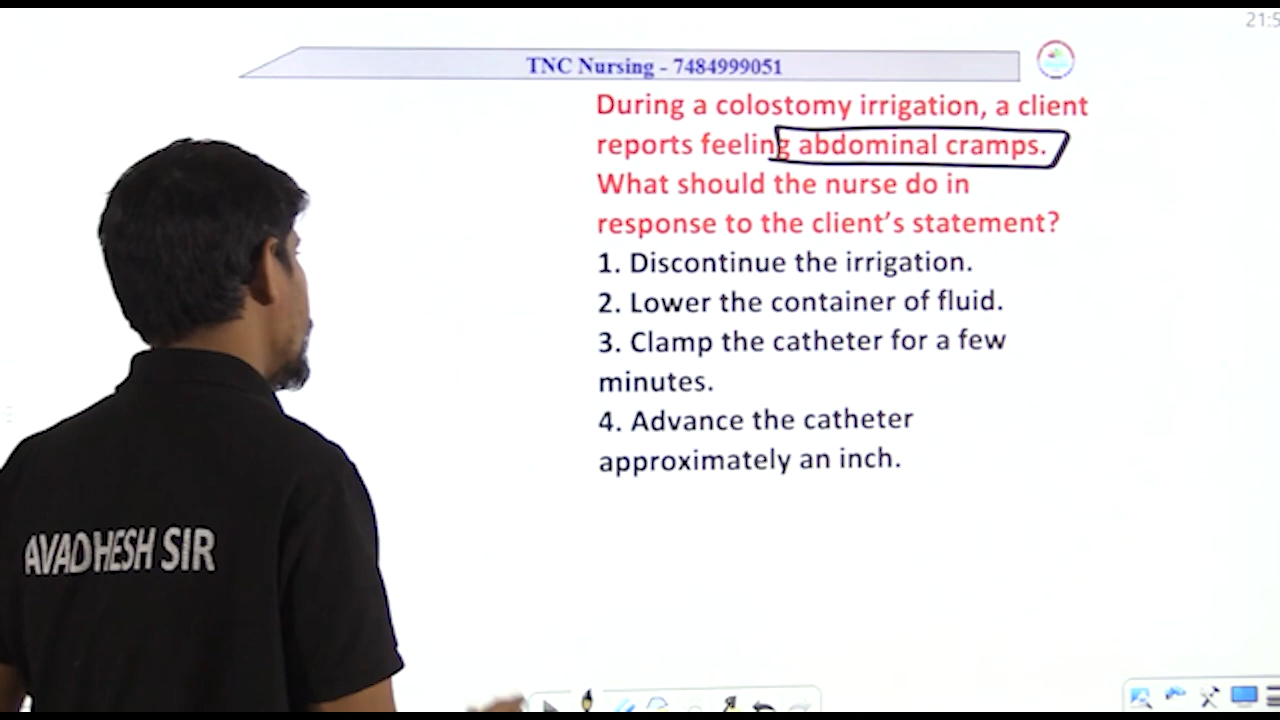 21:5
TNC Nursing - 7484999051
During a colostomy irrigation, a client
reports feeling abdominal cramps.
What should the nurse do in
response to the client's statement?
1. Discontinue the irrigation.
2. Lower the container of fluid.
3. Clamp the catheter for a few
minutes.
4. Advance the catheter
approximately an inch.
AVADHESH SIR